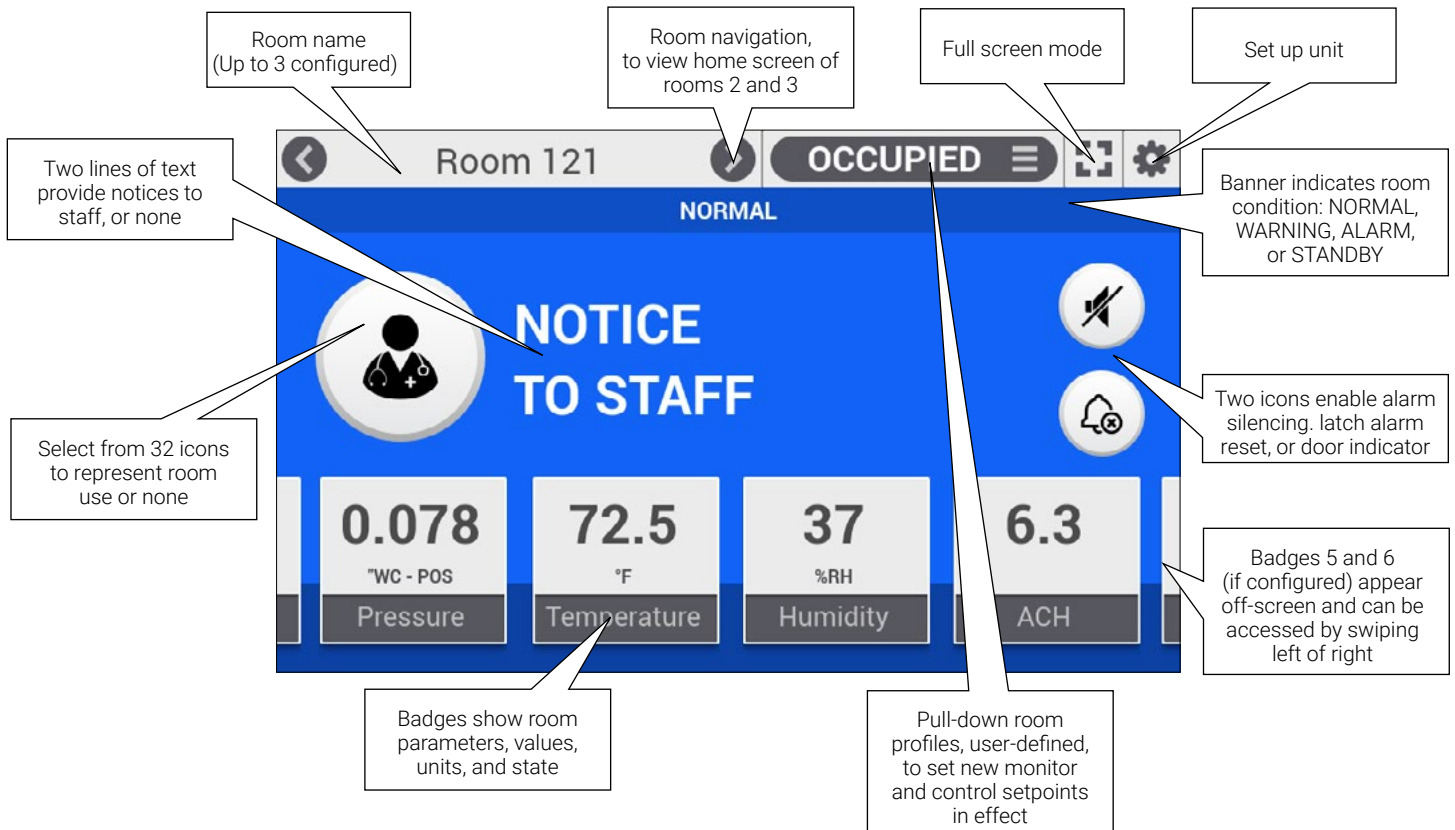 Room name
(Up to 3 configured)
Room navigation,
to view home screen of
rooms 2 and 3
Full screen mode
Set up unit
Two lines of text
provide notices to
staff, or none
Room 121
OCCUPIED
NORMAL
Banner indicates room
condition: NORMAL,
WARNING, ALARM,
or STANDBY
NOTICE
TO STAFF
Select from 32 icons
to represent room
use or none
Two icons enable alarm
silencing. latch alarm
reset, or door indicator
0.078
"WC - POS
Pressure
72.5
°F
Temperature
37
%RH
Humidity
6.3
ACH
Badges 5 and 6
(if configured) appear
off-screen and can be
accessed by swiping
left of right
Badges show room
parameters, values,
units, and state
Pull-down room
profiles, user-defined,
to set new monitor
and control setpoints
in effect